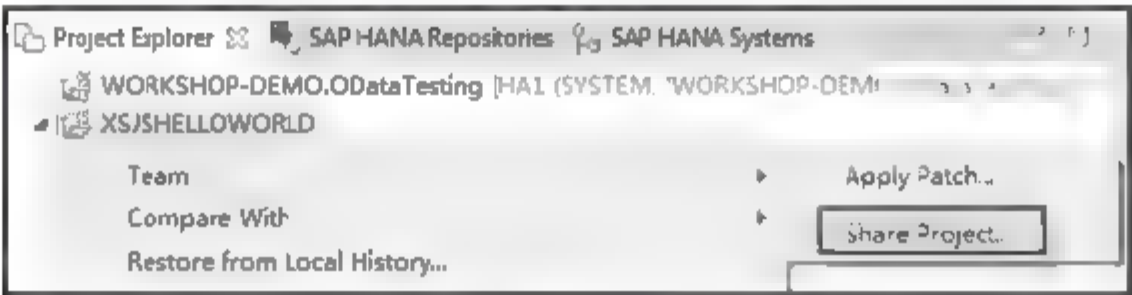 Project Explorer SAP HANA Repositories SAP HANA Systems
WORKSHOP-DEMO.ODataTesting [HA1 (SYSTEM, 'WORKSHOP-DEM
XSJSHELLOWORLD
Team Apply Patch...
Compare With Share Project...
Restore from Local History...